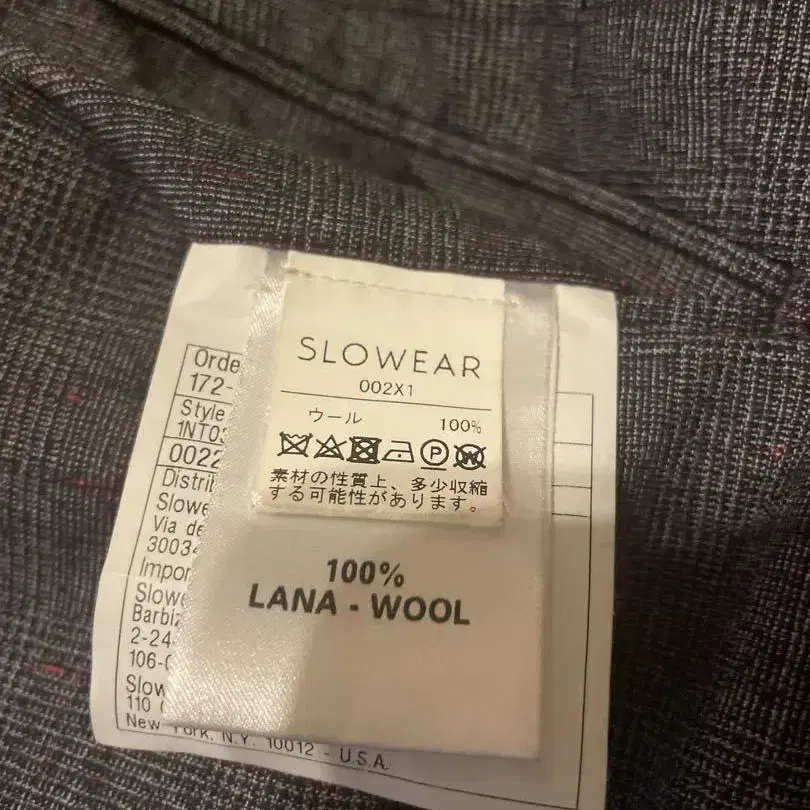 SLOWEAR
002X1
ウール 100%
P W
素材の性質上、多少収縮
する可能性があります。
100%
LANA - WOOL
Orde
172-
Style
1NT03
0022
Distrib
Slowe
Via de
3003
Impor
Slowe
Barbiz
2-24
106-0
Slow
110
New York, N.Y. 10012 - U.S.A.